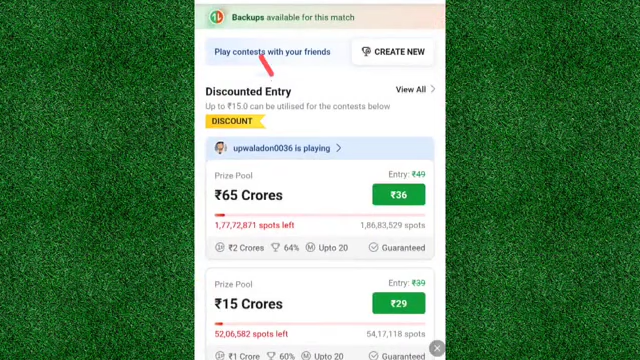 Backups available for this match
Play contests with your friends
CREATE NEW
Discounted Entry
View All
Up to ₹15.0 can be utilised for the contests below
DISCOUNT
upwaladon0036 is playing
Prize Pool
Entry: ₹49
₹65 Crores
₹36
1,77,72,871 spots left
1,86,83,529 spots
₹2 Crores
64%
M Upto 20
Guaranteed
Prize Pool
Entry: ₹39
₹15 Crores
₹29
52,06,582 spots left
54,17,118 spots
₹1 Crore
60%
M Upto 20
Guaranteed